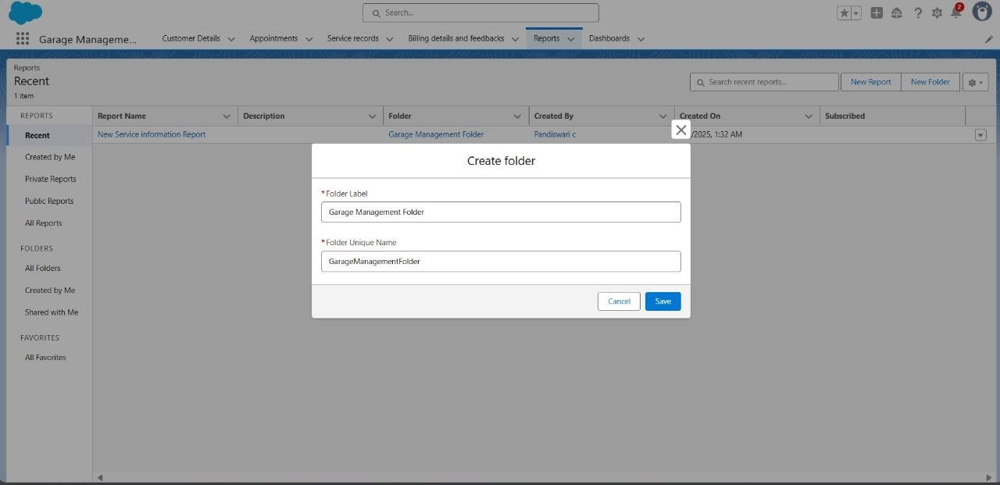 Search...
2
Garage Manageme...
Customer Details
Appointments
Service records
Billing details and feedbacks
Reports
Dashboards
Reports
Recent
1 item
Search recent reports...
New Report
New Folder
REPORTS
Recent
Created by Me
Private Reports
Public Reports
All Reports
FOLDERS
All Folders
Created by Me
Shared with Me
FAVORITES
All Favorites
Report Name
Description
Folder
Created By
Created On
Subscribed
New Service information Report
Garage Management Folder
Pandiswari c
/2025, 1:32 AM
Create folder
*Folder Label
Garage Management Folder
*Folder Unique Name
GarageManagementFolder
Cancel
Save